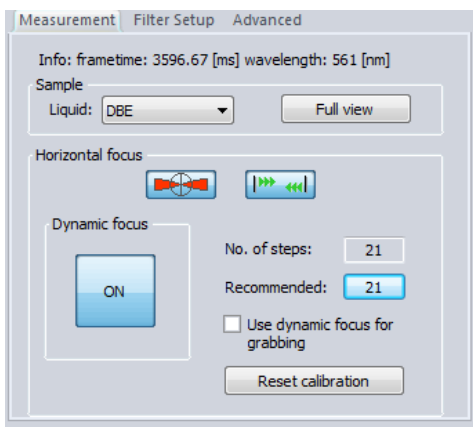 Measurement Filter Setup Advanced
Info: frametime: 3596.67 [ms] wavelength: 561 [nm]
Sample
Liquid: DBE Full view
Horizontal focus
Dynamic focus
ON
No. of steps: 21
Recommended: 21
Use dynamic focus for
grabbing
Reset calibration